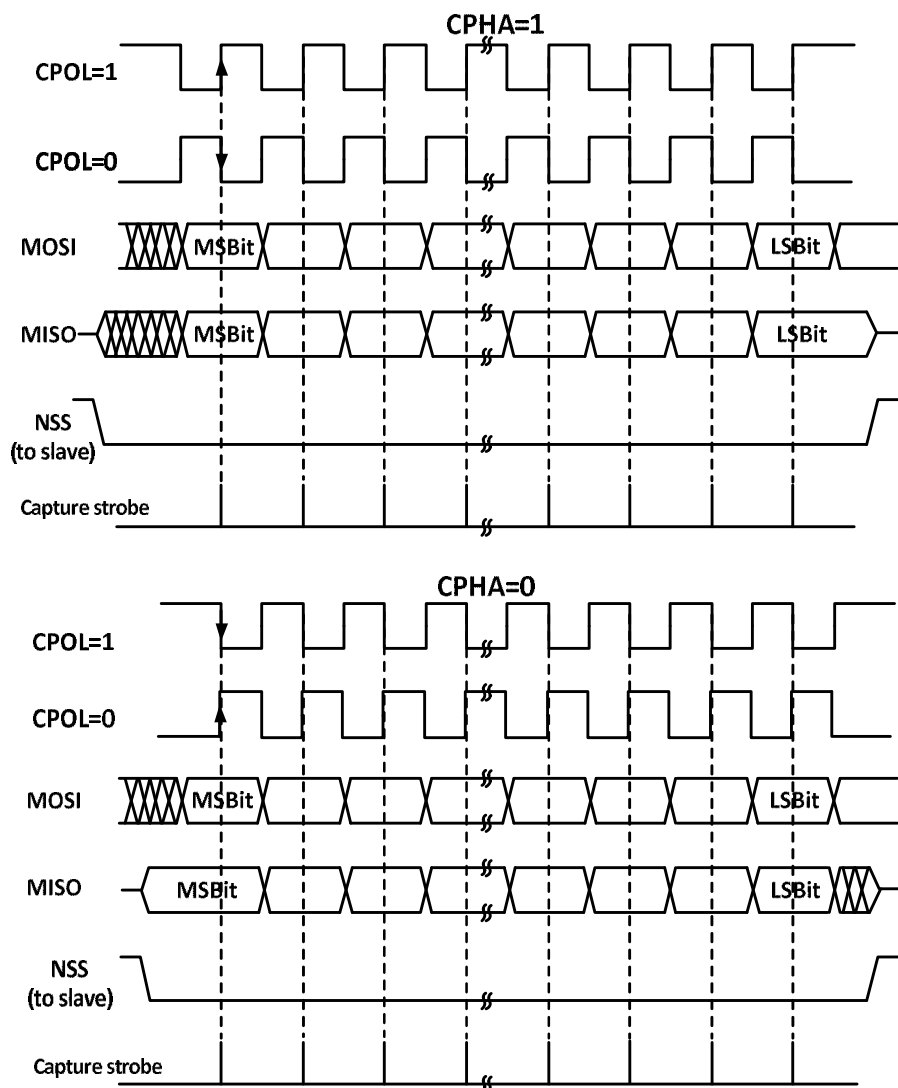 CPHA=1
CPOL=1
CPOL=0
MOSI
MSBit
LSBit
MISO
MSBit
LSBit
NSS
(to slave)
Capture strobe
CPHA=0
CPOL=1
CPOL=0
MOSI
MSBit
LSBit
MISO
MSBit
LSBit
NSS
(to slave)
Capture strobe